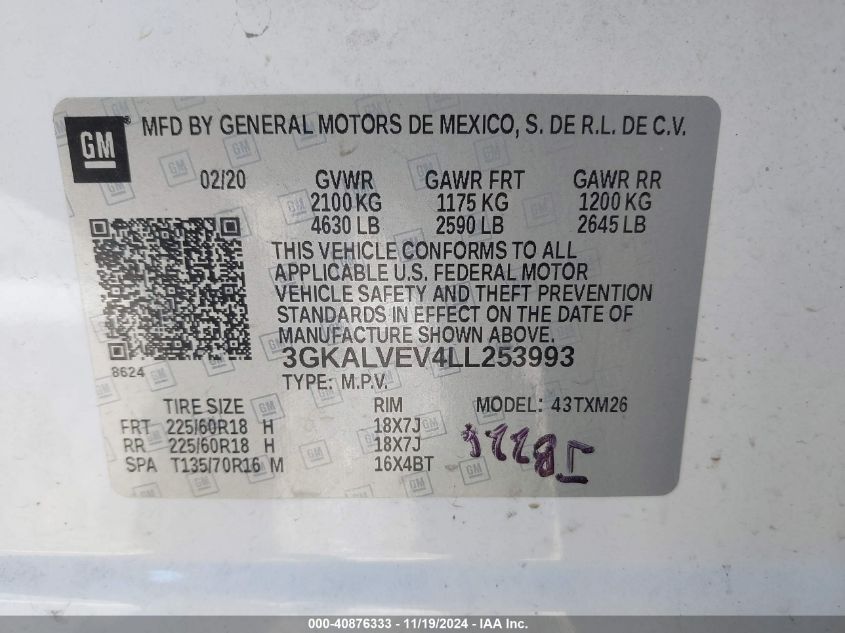 GM ® MFD BY GENERAL MOTORS DE MEXICO, S. DE R.L. DE C.V.
02/20 GVWR GAWR FRT GAWR RR
2100 KG 1175 KG 1200 KG
4630 LB 2590 LB 2645 LB
THIS VEHICLE CONFORMS TO ALL
APPLICABLE U.S. FEDERAL MOTOR
VEHICLE SAFETY AND THEFT PREVENTION
STANDARDS IN EFFECT ON THE DATE OF
MANUFACTURE SHOWN ABOVE.
8624 3GKALVEV4LL253993
TYPE: M.P.V.
TIRE SIZE RIM MODEL: 43TXM26
FRT 225/60R18 H 18X7J
RR 225/60R18 H 18X7J
SPA T135/70R16 M 16X4BT
000-40876333 - 11/19/2024 - IAA Inc.